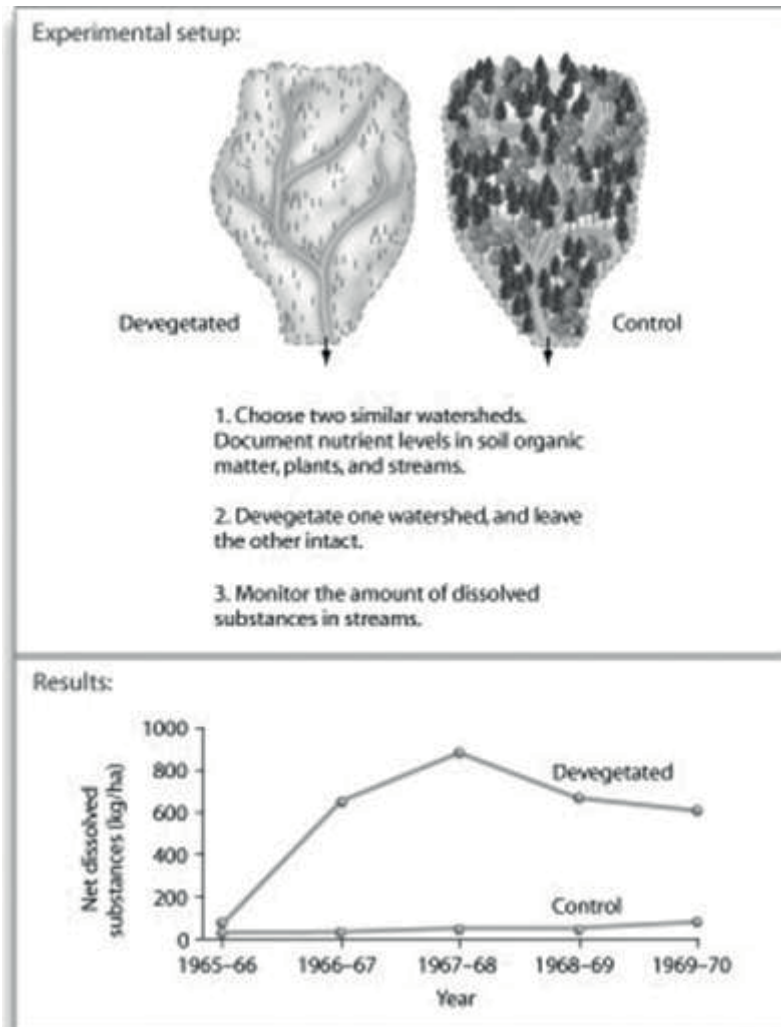 Experimental setup:
Devegetated
Control
1. Choose two similar watersheds.
Document nutrient levels in soil organic
matter, plants, and streams.
2. Devegetate one watershed, and leave
the other intact.
3. Monitor the amount of dissolved
substances in streams.
Results:
Net dissolved
substances (kg/ha)
1000
800
600
400
200
0
Devegetated
Control
1965–66
1966–67
1967–68
1968–69
1969–70
Year